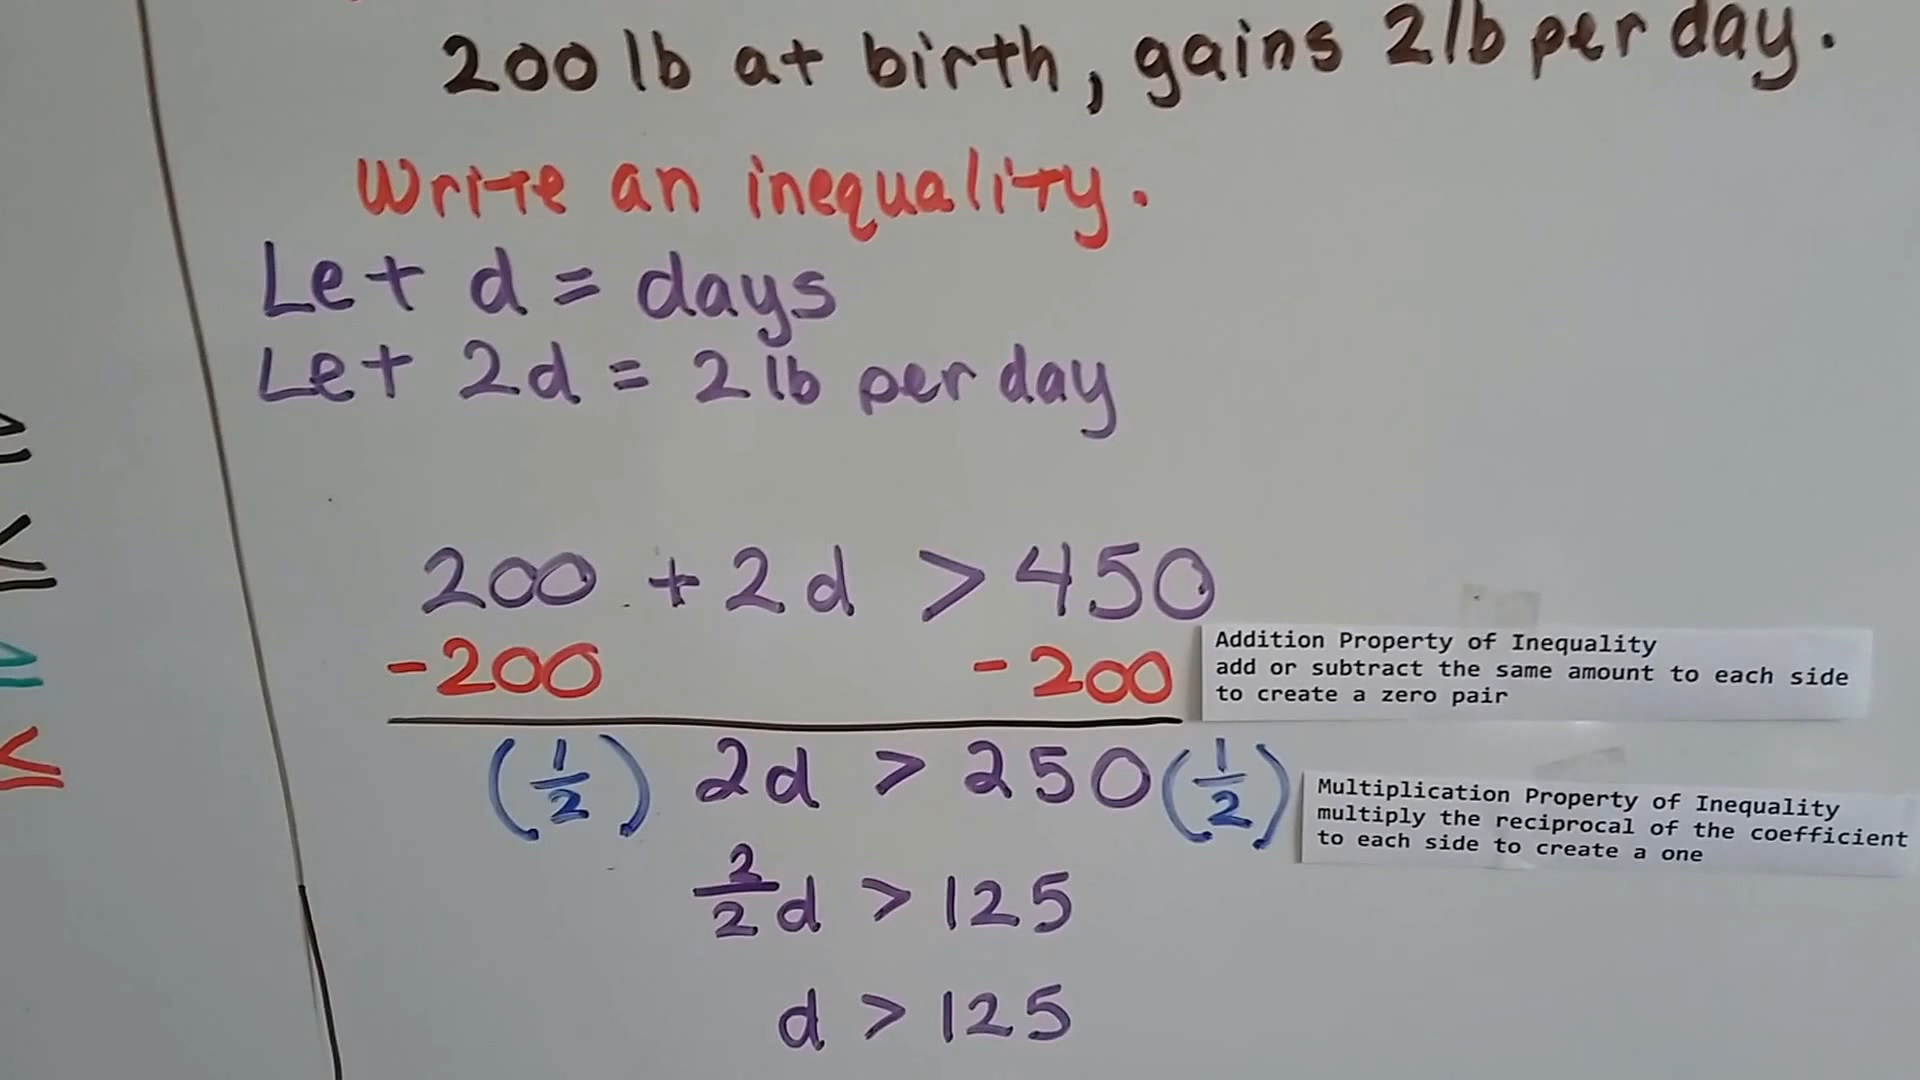 200 lb at birth, gains 2 lb per day.
Write an inequality.
Let d = days
Let 2d = 2 lb per day
≥
≤
≥
≤
200 + 2d > 450
-200 -200
Addition Property of Inequality
add or subtract the same amount to each side
to create a zero pair
(1/2) 2d > 250 (1/2)
Multiplication Property of Inequality
multiply the reciprocal of the coefficient
to each side to create a one
2/2 d > 125
d > 125